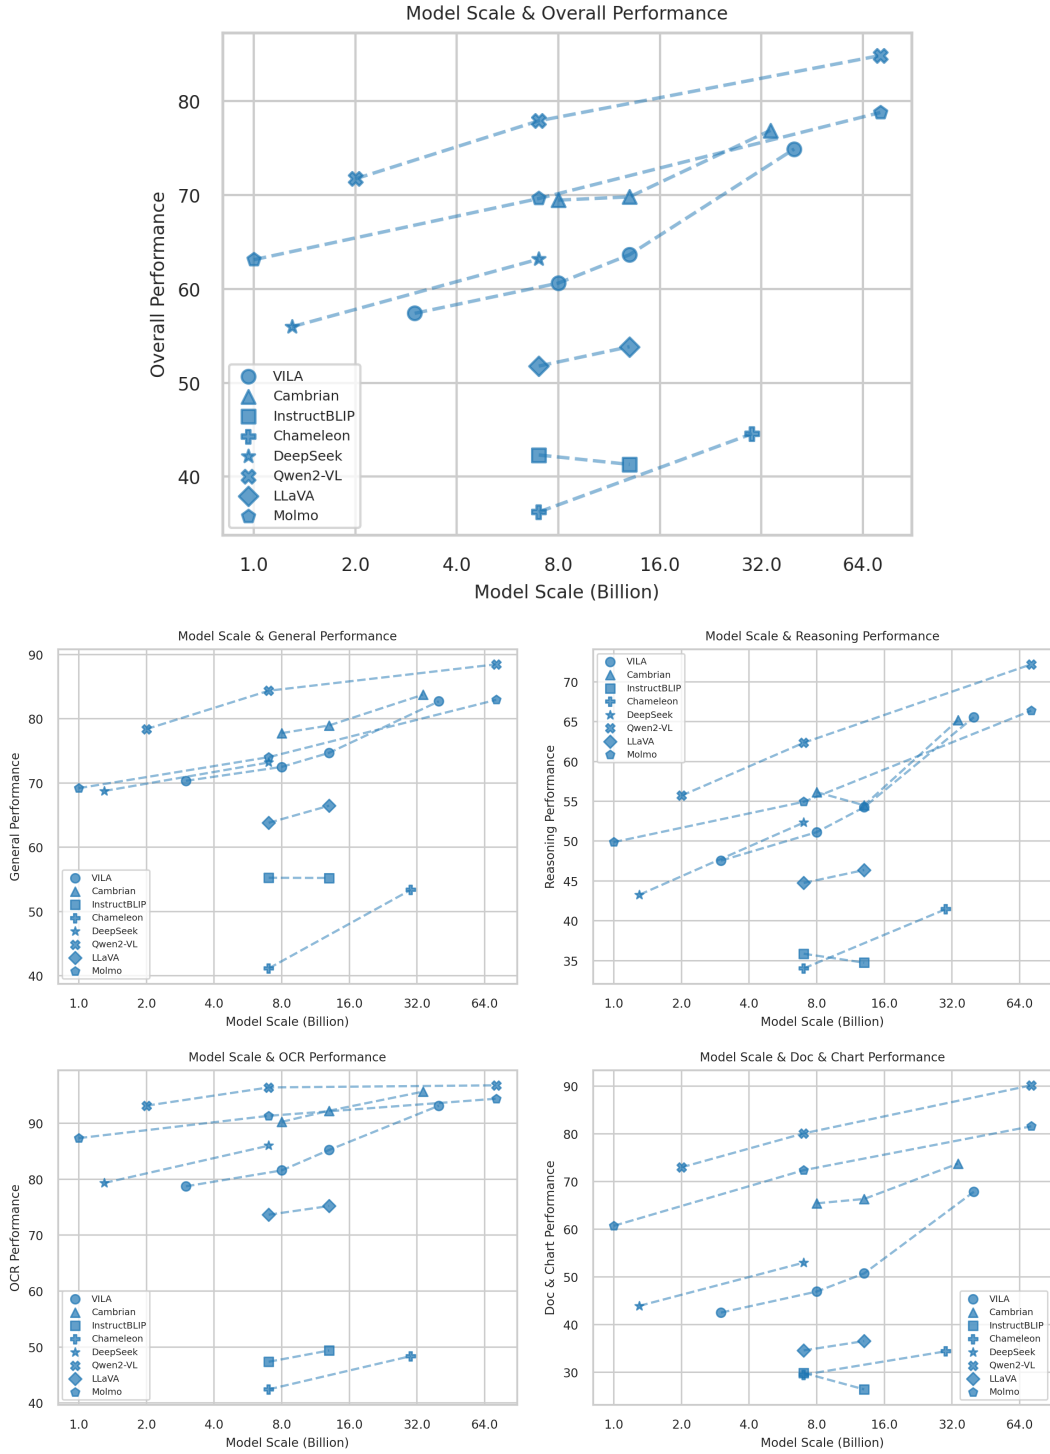 Model Scale & Overall Performance
Overall Performance
80
70
60
50
40
VILA
Cambrian
InstructBLIP
Chameleon
DeepSeek
Qwen2-VL
LLaVA
Molmo
1.0 2.0 4.0 8.0 16.0 32.0 64.0
Model Scale (Billion)
Model Scale & General Performance
General Performance
90
80
70
60
50
40
VILA
Cambrian
InstructBLIP
Chameleon
DeepSeek
Qwen2-VL
LLaVA
Molmo
1.0 2.0 4.0 8.0 16.0 32.0 64.0
Model Scale (Billion)
Model Scale & Reasoning Performance
Reasoning Performance
70
65
60
55
50
45
40
35
VILA
Cambrian
InstructBLIP
Chameleon
DeepSeek
Qwen2-VL
LLaVA
Molmo
1.0 2.0 4.0 8.0 16.0 32.0 64.0
Model Scale (Billion)
Model Scale & OCR Performance
OCR Performance
90
80
70
60
50
40
VILA
Cambrian
InstructBLIP
Chameleon
DeepSeek
Qwen2-VL
LLaVA
Molmo
1.0 2.0 4.0 8.0 16.0 32.0 64.0
Model Scale (Billion)
Model Scale & Doc & Chart Performance
Doc & Chart Performance
90
80
70
60
50
40
30
VILA
Cambrian
InstructBLIP
Chameleon
DeepSeek
Qwen2-VL
LLaVA
Molmo
1.0 2.0 4.0 8.0 16.0 32.0 64.0
Model Scale (Billion)